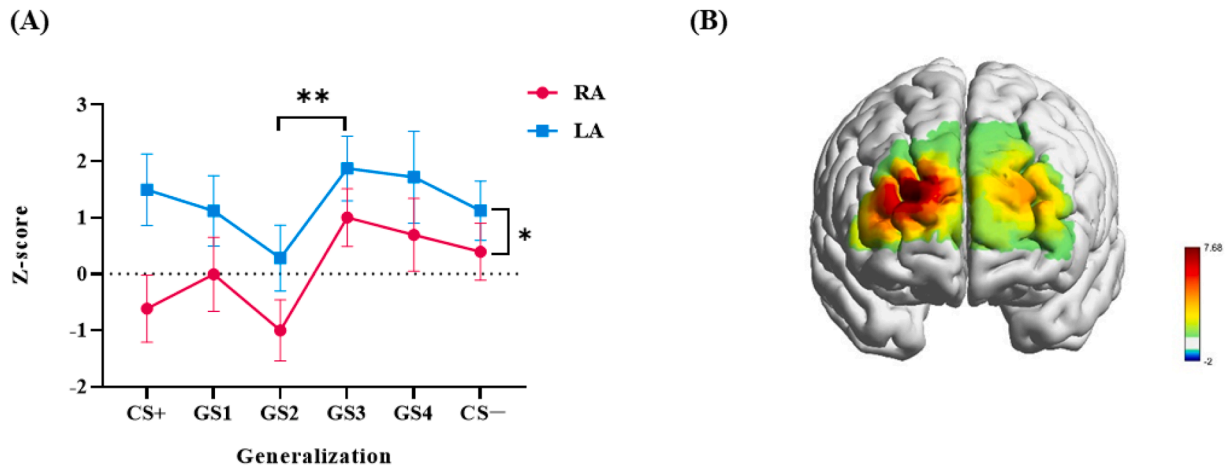 (A)
(B)
RA
LA
**
*
Z-score
3
2
1
0
-1
-2
CS+ GS1 GS2 GS3 GS4 CS—
Generalization
7.68
-2